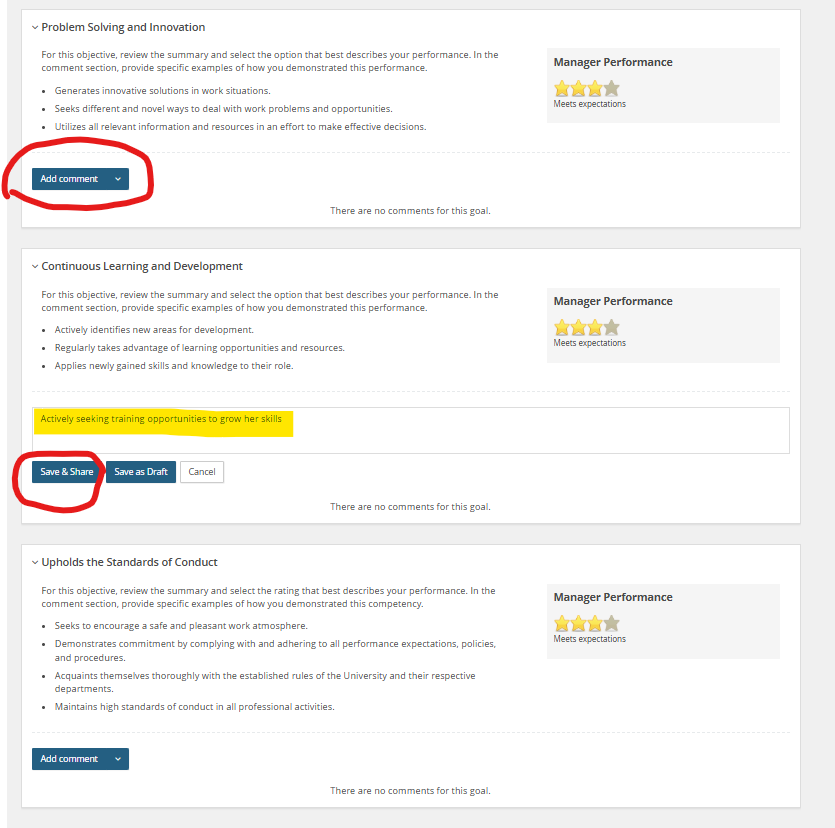 Problem Solving and Innovation
For this objective, review the summary and select the option that best describes your performance. In the
comment section, provide specific examples of how you demonstrated this performance.
Generates innovative solutions in work situations.
Seeks different and novel ways to deal with work problems and opportunities.
Utilizes all relevant information and resources in an effort to make effective decisions.
Manager Performance
Meets expectations
Add comment
There are no comments for this goal.
Continuous Learning and Development
For this objective, review the summary and select the option that best describes your performance. In the
comment section, provide specific examples of how you demonstrated this performance.
Actively identifies new areas for development.
Regularly takes advantage of learning opportunities and resources.
Applies newly gained skills and knowledge to their role.
Manager Performance
Meets expectations
Actively seeking training opportunities to grow her skills
Save & Share Save as Draft Cancel
There are no comments for this goal.
Upholds the Standards of Conduct
For this objective, review the summary and select the rating that best describes your performance. In the
comment section, provide specific examples of how you demonstrated this competency.
Seeks to encourage a safe and pleasant work atmosphere.
Demonstrates commitment by complying with and adhering to all performance expectations, policies,
and procedures.
Acquaints themselves thoroughly with the established rules of the University and their respective
departments.
Maintains high standards of conduct in all professional activities.
Manager Performance
Meets expectations
Add comment
There are no comments for this goal.